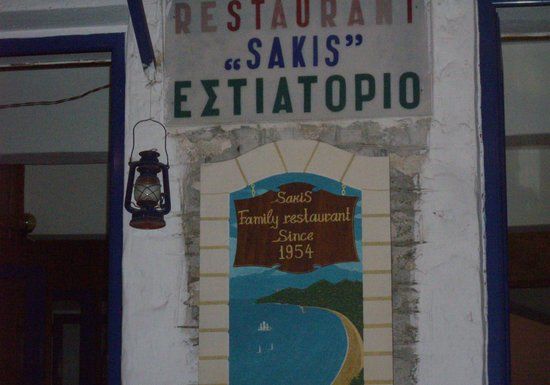 RESTAURANT
“SAKIS”
ΕΣΤΙΑΤΟΡΙΟ
SakiS
Family restaurant
Since
1954